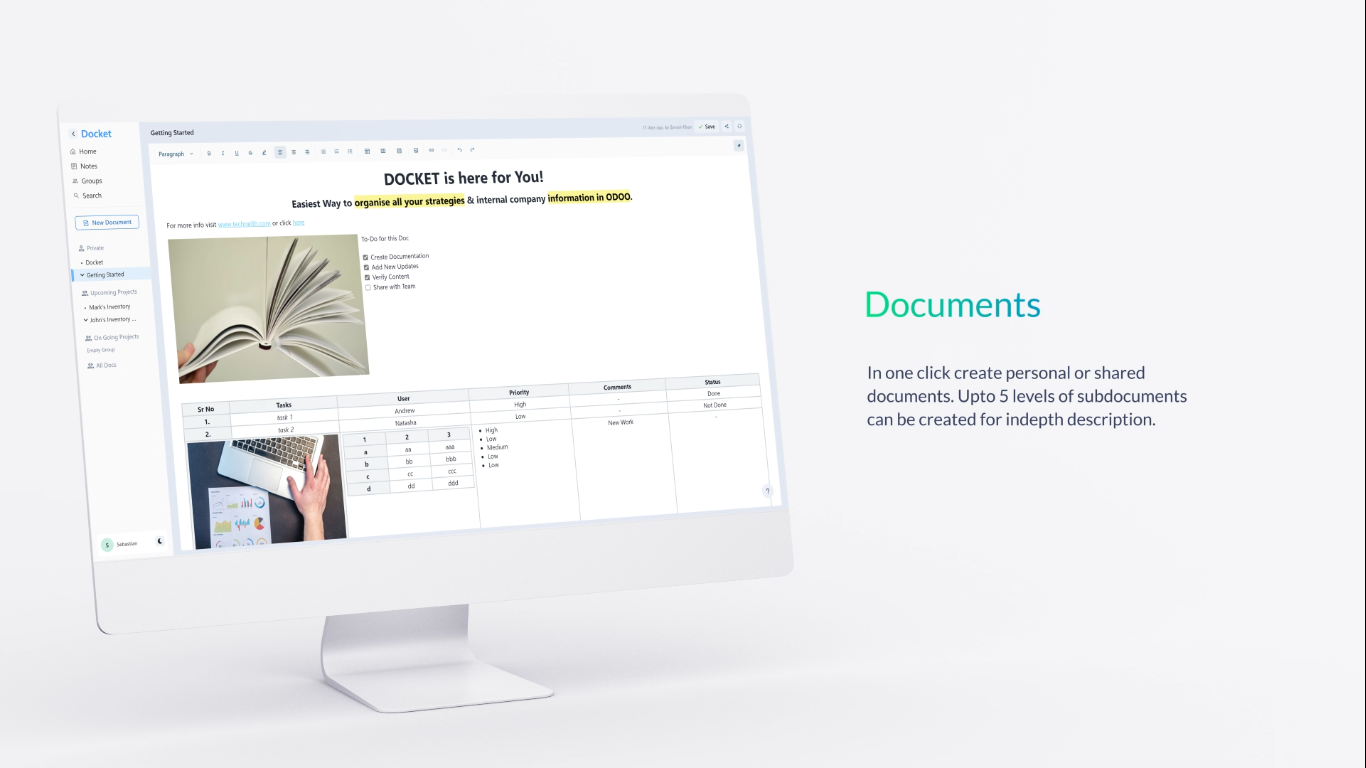 Docket
Getting Started
Save
Home
Notes
Groups
Search
New Document
Private
Docket
Getting Started
Upcoming Projects
Mark's Inventory
John's Inventory ...
On Going Projects
Empty Group
All Docs
Sebastian
Paragraph
DOCKET is here for You!
Easiest Way to organise all your strategies & internal company information in ODOO.
For more info visit or click here
To-Do for this Doc
Create Documentation
Add New Updates
Verify Content
Share with Team
Sr No Tasks User Priority Comments Status
1. task 1 Andrew High - Done
2. task 2 Natasha Low - Not Done
1 2 3
a aa aaa
b bb bbb
c cc ccc
d dd ddd
High
Low
Medium
Low
Low
New Work
-
Documents
In one click create personal or shared
documents. Upto 5 levels of subdocuments
can be created for indepth description.